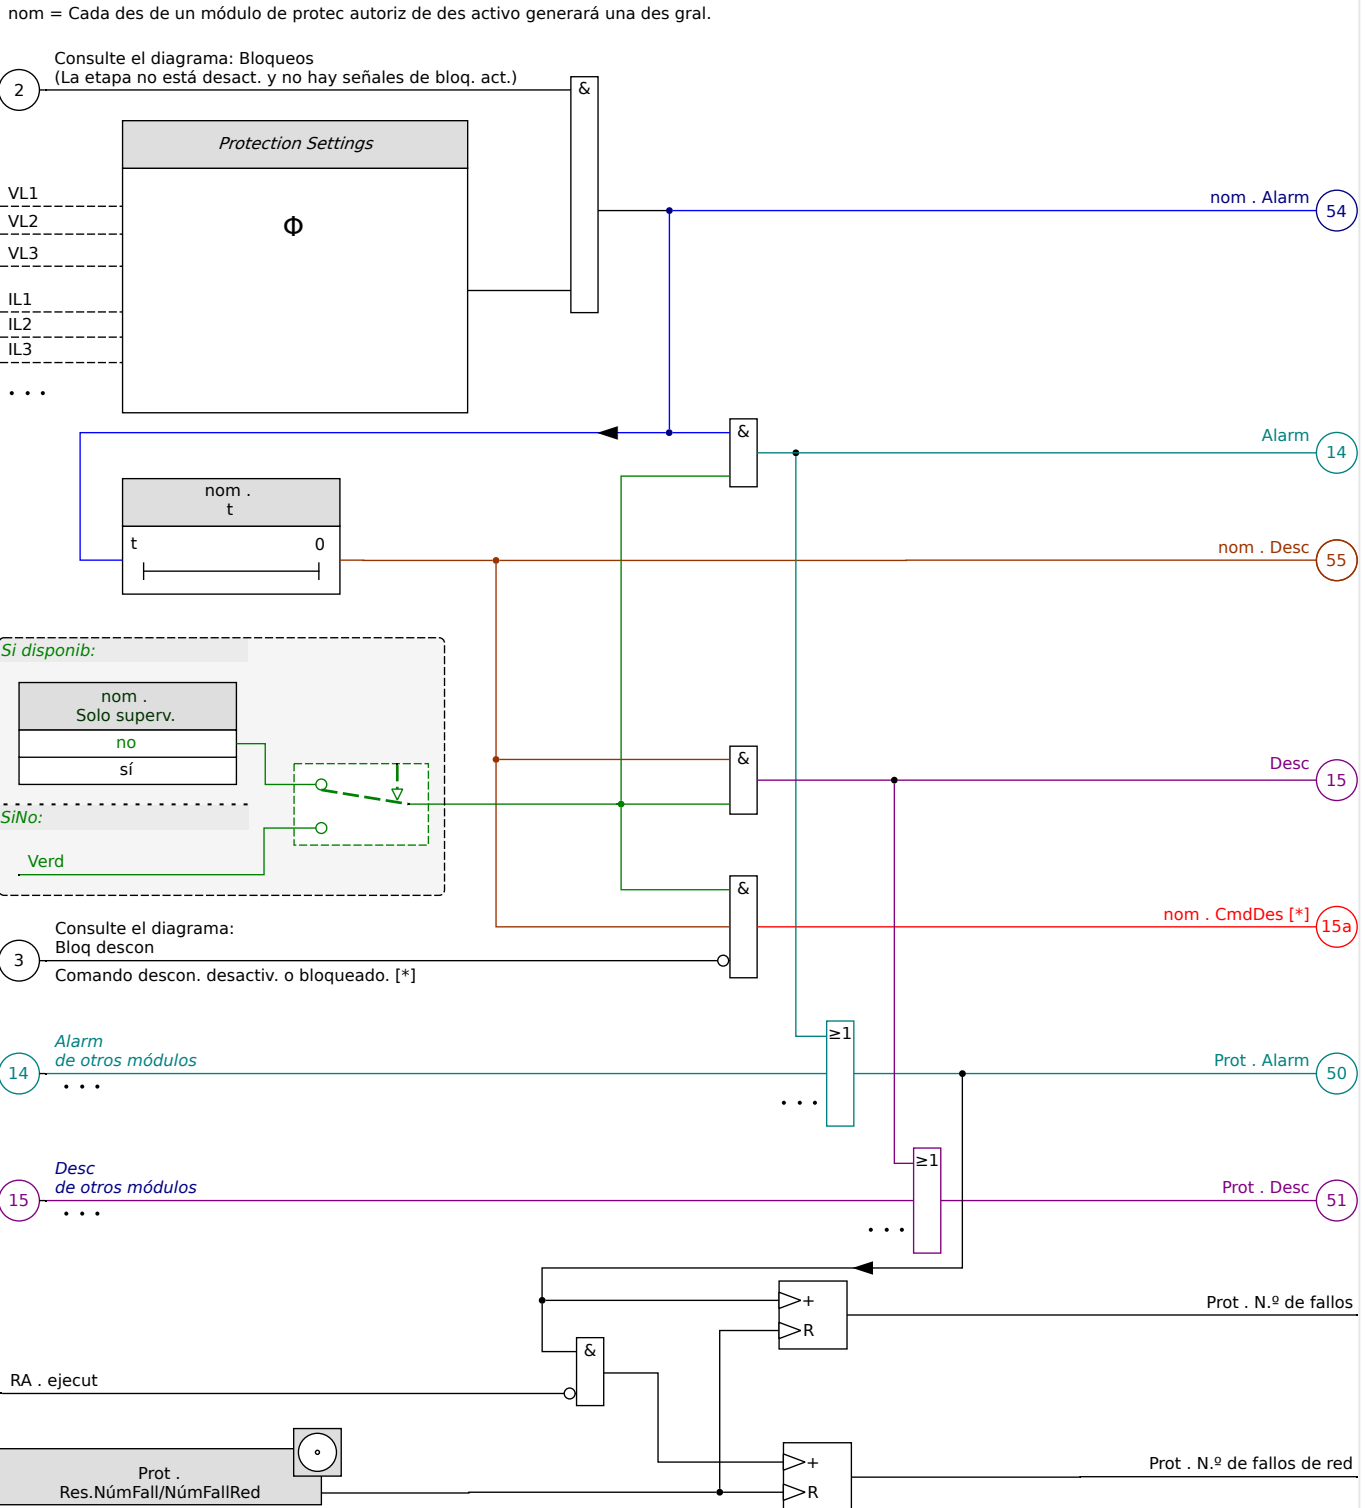 nom = Cada des de un módulo de protec autoriz de des activo generará una des gral.
Consulte el diagrama: Bloqueos
(La etapa no está desact. y no hay señales de bloq. act.)
2
&
Protection Settings
Φ
VL1
VL2
VL3
IL1
IL2
IL3
. . .
nom . Alarm
54
&
Alarm
14
nom .
t
t
0
nom . Desc
55
Si disponib:
nom .
Solo superv.
no
sí
SiNo:
Verd
&
Desc
15
&
nom . CmdDes [*]
15a
Consulte el diagrama:
Bloq descon
3
Comando descon. desactiv. o bloqueado. [*]
Alarm
de otros módulos
14
. . .
≥1
. . .
Prot . Alarm
50
Desc
de otros módulos
15
. . .
≥1
. . .
Prot . Desc
51
+
R
Prot . N.º de fallos
&
RA . ejecut
Prot .
Res.NúmFall/NúmFallRed
+
R
Prot . N.º de fallos de red